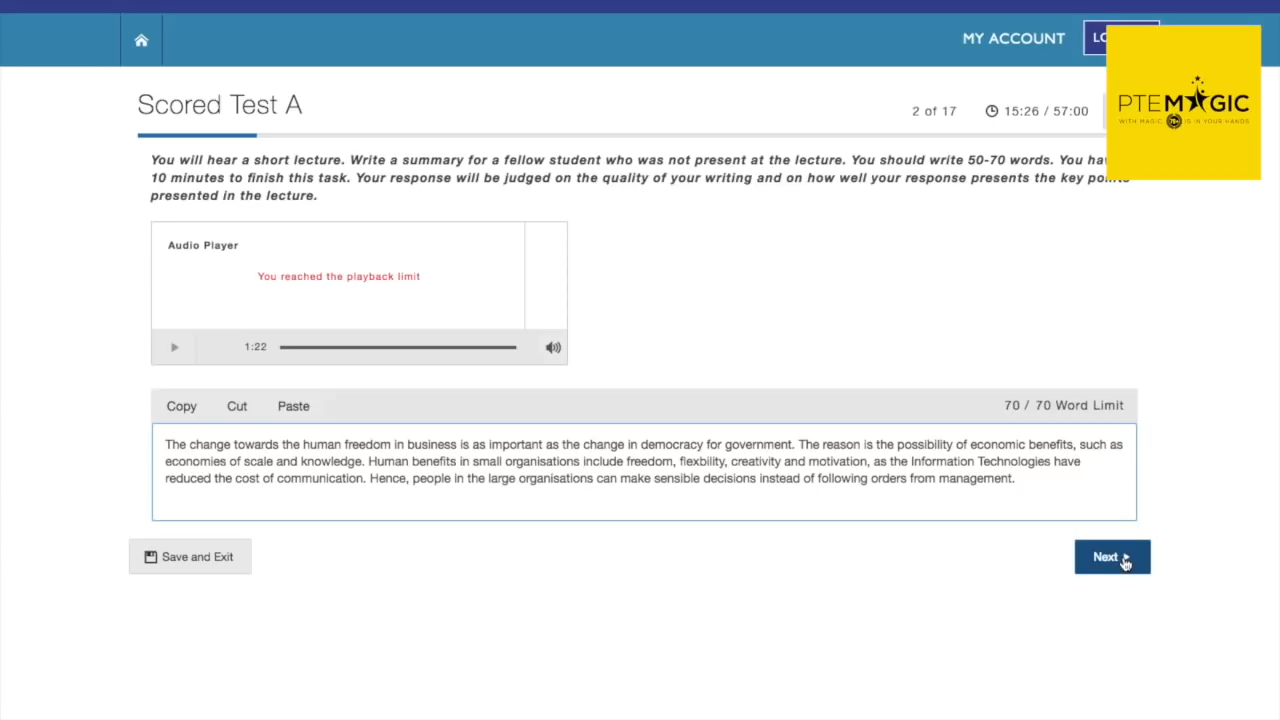 MY ACCOUNT
PTEMAGIC
WITH MAGIC 79+ IS IN YOUR HANDS
Scored Test A
2 of 17
15:26 / 57:00
You will hear a short lecture. Write a summary for a fellow student who was not present at the lecture. You should write 50-70 words. You
10 minutes to finish this task. Your response will be judged on the quality of your writing and on how well your response presents the key points
presented in the lecture.
Audio Player
You reached the playback limit
1:22
Copy Cut Paste
70 / 70 Word Limit
The change towards the human freedom in business is as important as the change in democracy for government. The reason is the possibility of economic benefits, such as
economies of scale and knowledge. Human benefits in small organisations include freedom, flexbility, creativity and motivation, as the Information Technologies have
reduced the cost of communication. Hence, people in the large organisations can make sensible decisions instead of following orders from management.
Save and Exit
Next